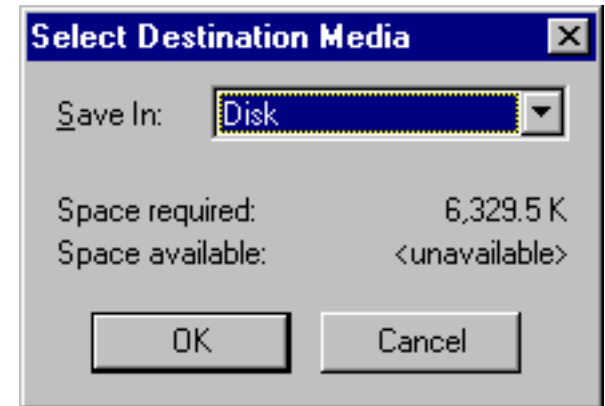 Select Destination Media
Save In: Disk
Space required: 6,329.5 K
Space available: <unavailable>
OK Cancel